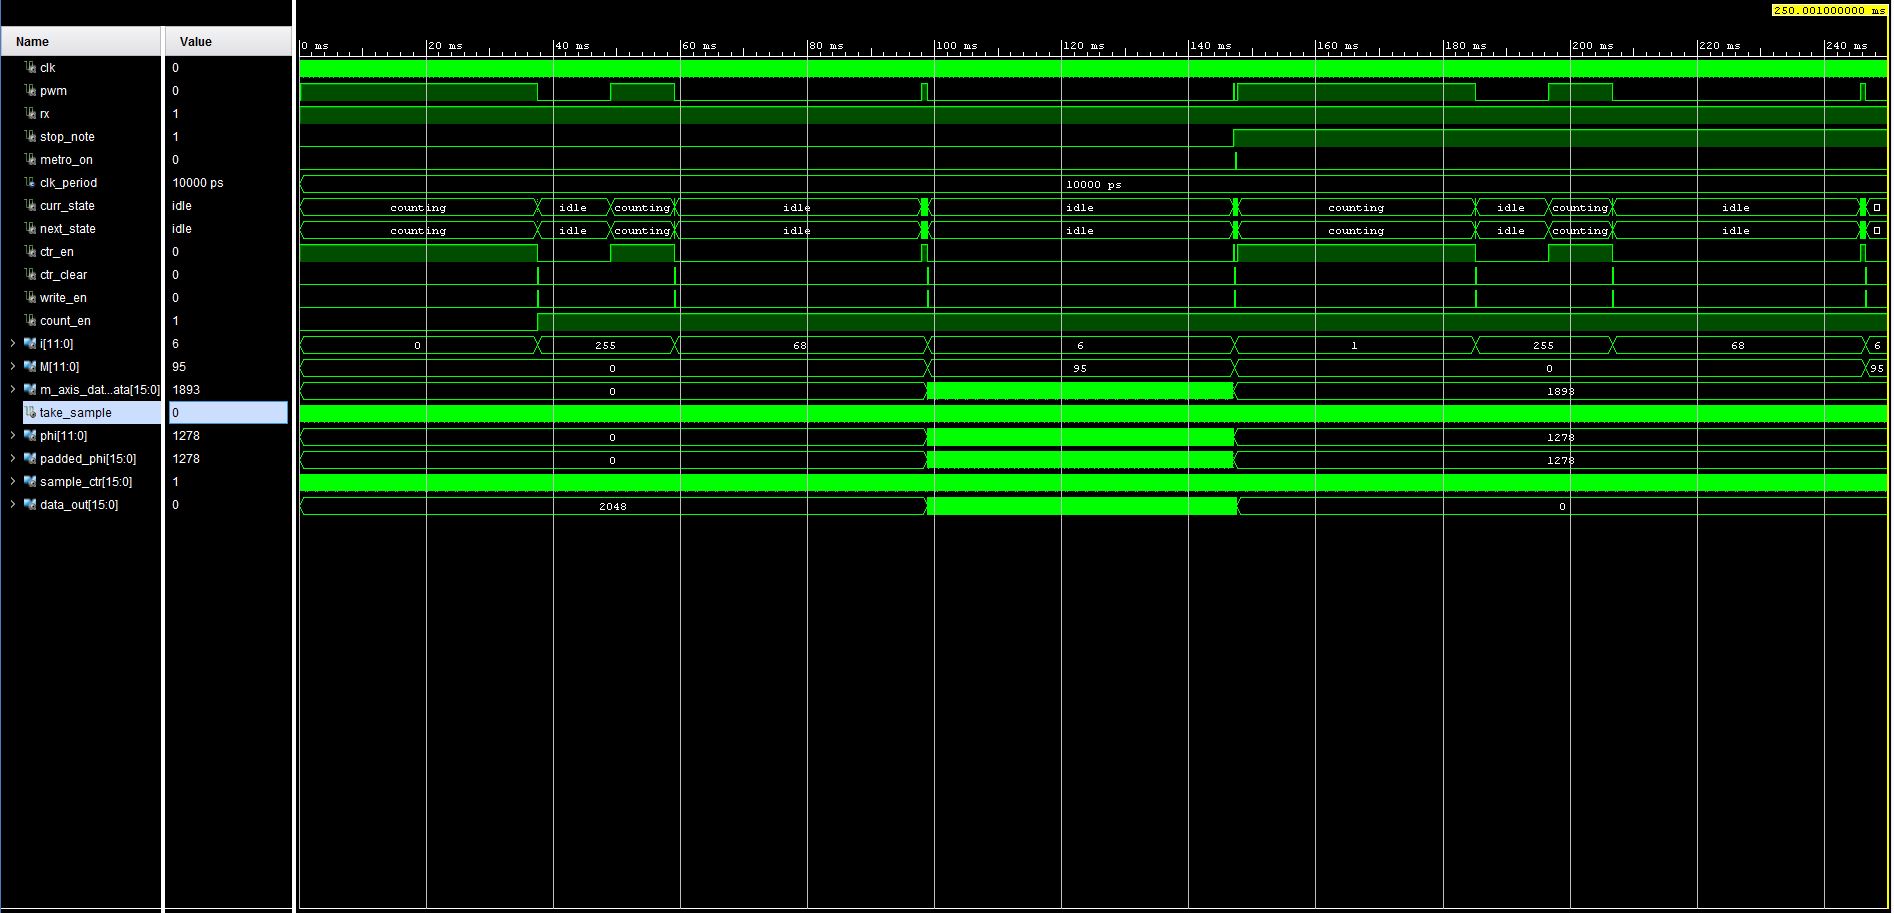 250.001000000 ms
Name Value 0 ms 20 ms 40 ms 60 ms 80 ms 100 ms 120 ms 140 ms 160 ms 180 ms 200 ms 220 ms 240 ms
clk 0
pwm 0
rx 1
stop_note 1
metro_on 0
clk_period 10000 ps 10000 ps
curr_state idle counting idle counting idle idle counting idle counting idle
next_state idle counting idle counting idle idle counting idle counting idle
ctr_en 0
ctr_clear 0
write_en 0
count_en 1
i[11:0] 6 0 255 68 6 1 255 68 6
M[11:0] 95 0 95 0 95
m_axis_dat...ata[15:0] 1893 0 1893
take_sample 0
phi[11:0] 1278 0 1278
padded_phi[15:0] 1278 0 1278
sample_ctr[15:0] 1
data_out[15:0] 0 2048 0